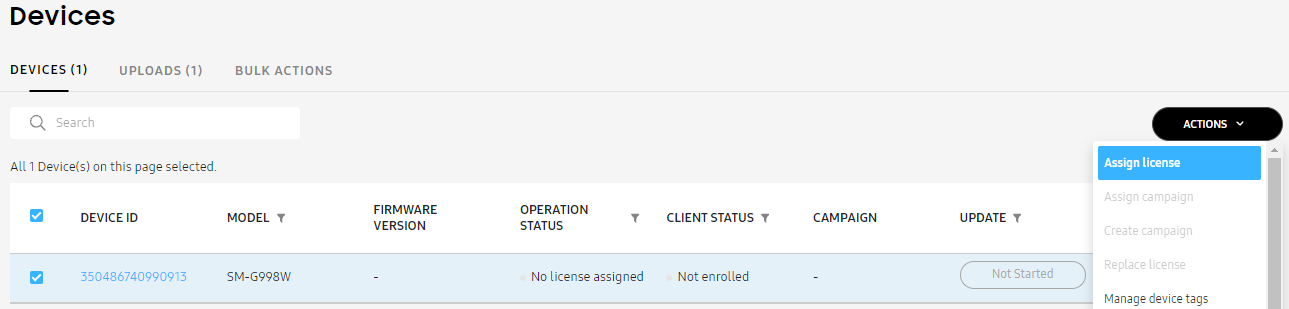 Devices
DEVICES (1) UPLOADS (1) BULK ACTIONS
Search
ACTIONS
All 1 Device(s) on this page selected.
Assign license
Assign campaign
Create campaign
Replace license
Manage device tags
DEVICE ID MODEL FIRMWARE VERSION OPERATION STATUS CLIENT STATUS CAMPAIGN UPDATE
350486740990913 SM-G998W - No license assigned Not enrolled - Not Started